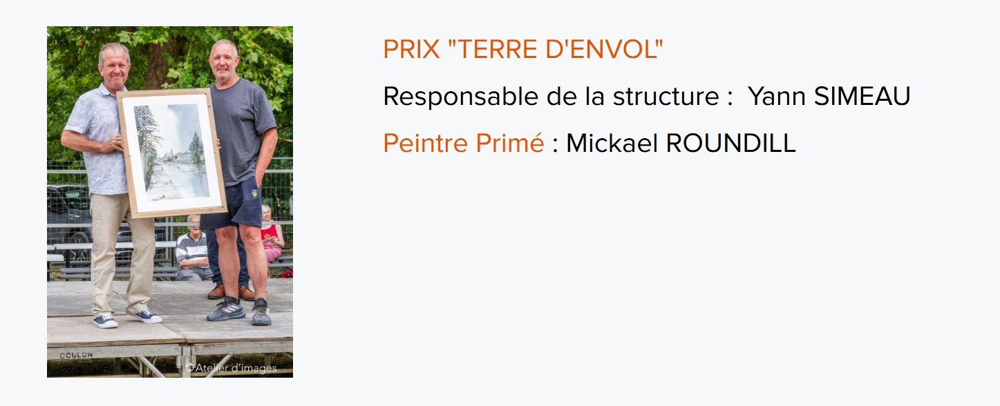 PRIX "TERRE D'ENVOL"
Responsable de la structure : Yann SIMEAU
Peintre Primé : Mickael ROUNDILL
COULON
©Atelier d'images